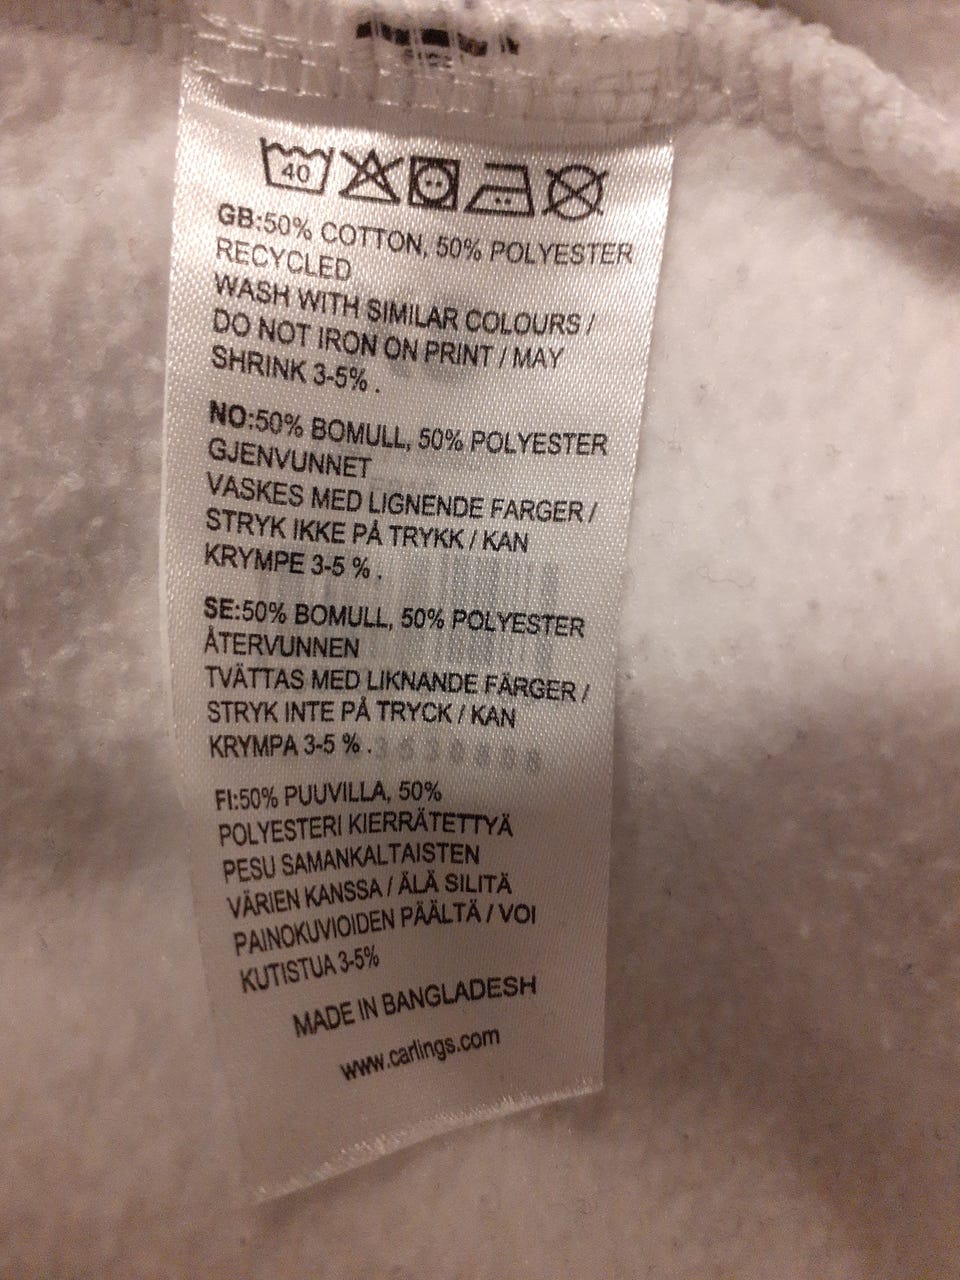 40
GB:50% COTTON, 50% POLYESTER
RECYCLED
WASH WITH SIMILAR COLOURS /
DO NOT IRON ON PRINT / MAY
SHRINK 3-5% .
NO:50% BOMULL, 50% POLYESTER
GJENVUNNET
VASKES MED LIGNENDE FARGER /
STRYK IKKE PÅ TRYKK / KAN
KRYMPE 3-5 % .
SE:50% BOMULL, 50% POLYESTER
ÅTERVUNNEN
TVÄTTAS MED LIKNANDE FÄRGER /
STRYK INTE PÅ TRYCK / KAN
KRYMPA 3-5 % .
FI:50% PUUVILLA, 50%
POLYESTERI KIERRÄTETTYÄ
PESU SAMANKALTAISTEN
VÄRIEN KANSSA / ÄLÄ SILITÄ
PAINOKUVIOIDEN PÄÄLTÄ / VOI
KUTISTUA 3-5%
MADE IN BANGLADESH
www.carlings.com